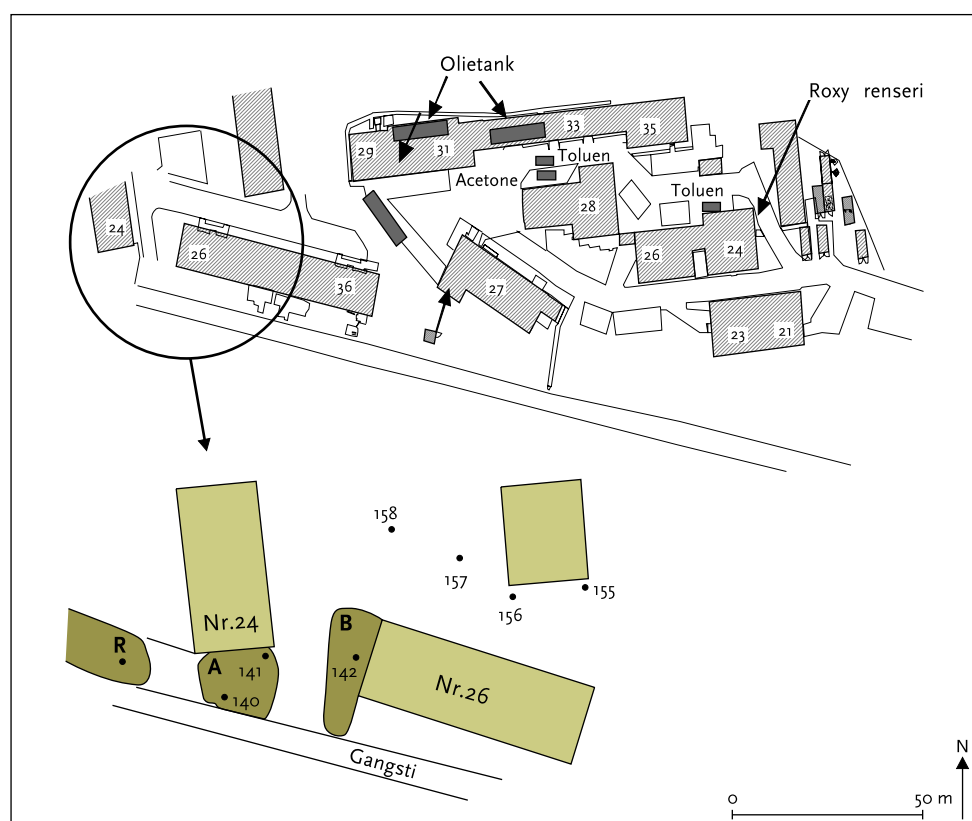 Olietank
Roxy renseri
33
35
29
31
Toluen
Acetone
Toluen
28
24
26
26
24
36
27
23
21
158
157
155
156
Nr.24
B
R
A
141
142
140
Nr.26
Gangsti
N
0
50 m